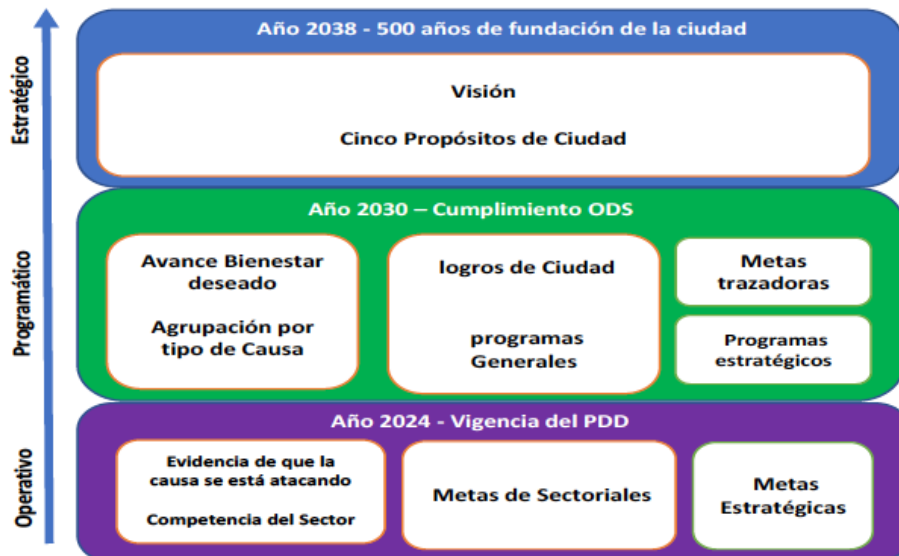 Estratégico
Año 2038 - 500 años de fundación de la ciudad
Visión
Cinco Propósitos de Ciudad
Programático
Año 2030 – Cumplimiento ODS
Avance Bienestar
deseado
Agrupación por
tipo de Causa
logros de Ciudad
programas
Generales
Metas
trazadoras
Programas
estratégicos
Operativo
Año 2024 - Vigencia del PDD
Evidencia de que la
causa se está atacando
Competencia del Sector
Metas de Sectoriales
Metas
Estratégicas